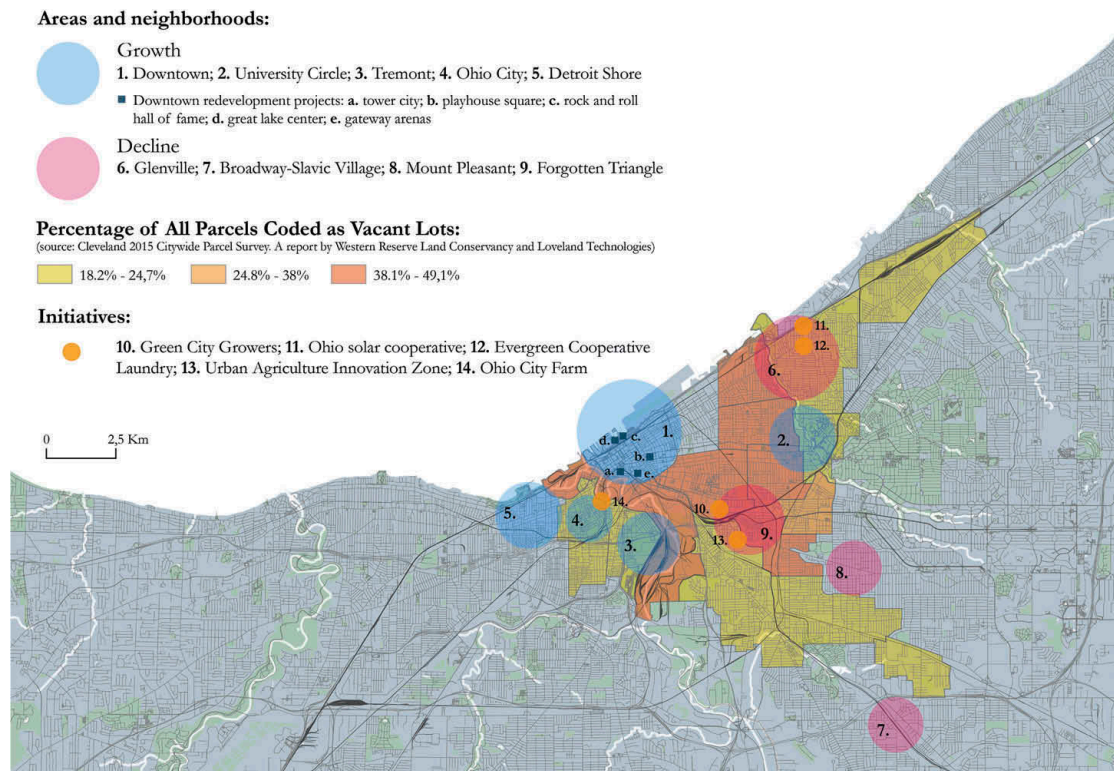 Areas and neighborhoods:
Growth
1. Downtown; 2. University Circle; 3. Tremont; 4. Ohio City; 5. Detroit Shore
Downtown redevelopment projects: a. tower city; b. playhouse square; c. rock and roll
hall of fame; d. great lake center; e. gateway arenas
Decline
6. Glenville; 7. Broadway-Slavic Village; 8. Mount Pleasant; 9. Forgotten Triangle
Percentage of All Parcels Coded as Vacant Lots:
(source: Cleveland 2015 Citywide Parcel Survey. A report by Western Reserve Land Conservancy and Loveland Technologies)
18.2% - 24,7%
24.8% - 38%
38.1% - 49,1%
Initiatives:
10. Green City Growers; 11. Ohio solar cooperative; 12. Evergreen Cooperative
Laundry; 13. Urban Agriculture Innovation Zone; 14. Ohio City Farm
0
2,5 Km
11.
12.
6.
1.
d.
c.
2.
b.
a.
e.
14.
5.
4.
10.
9.
13.
3.
8.
7.